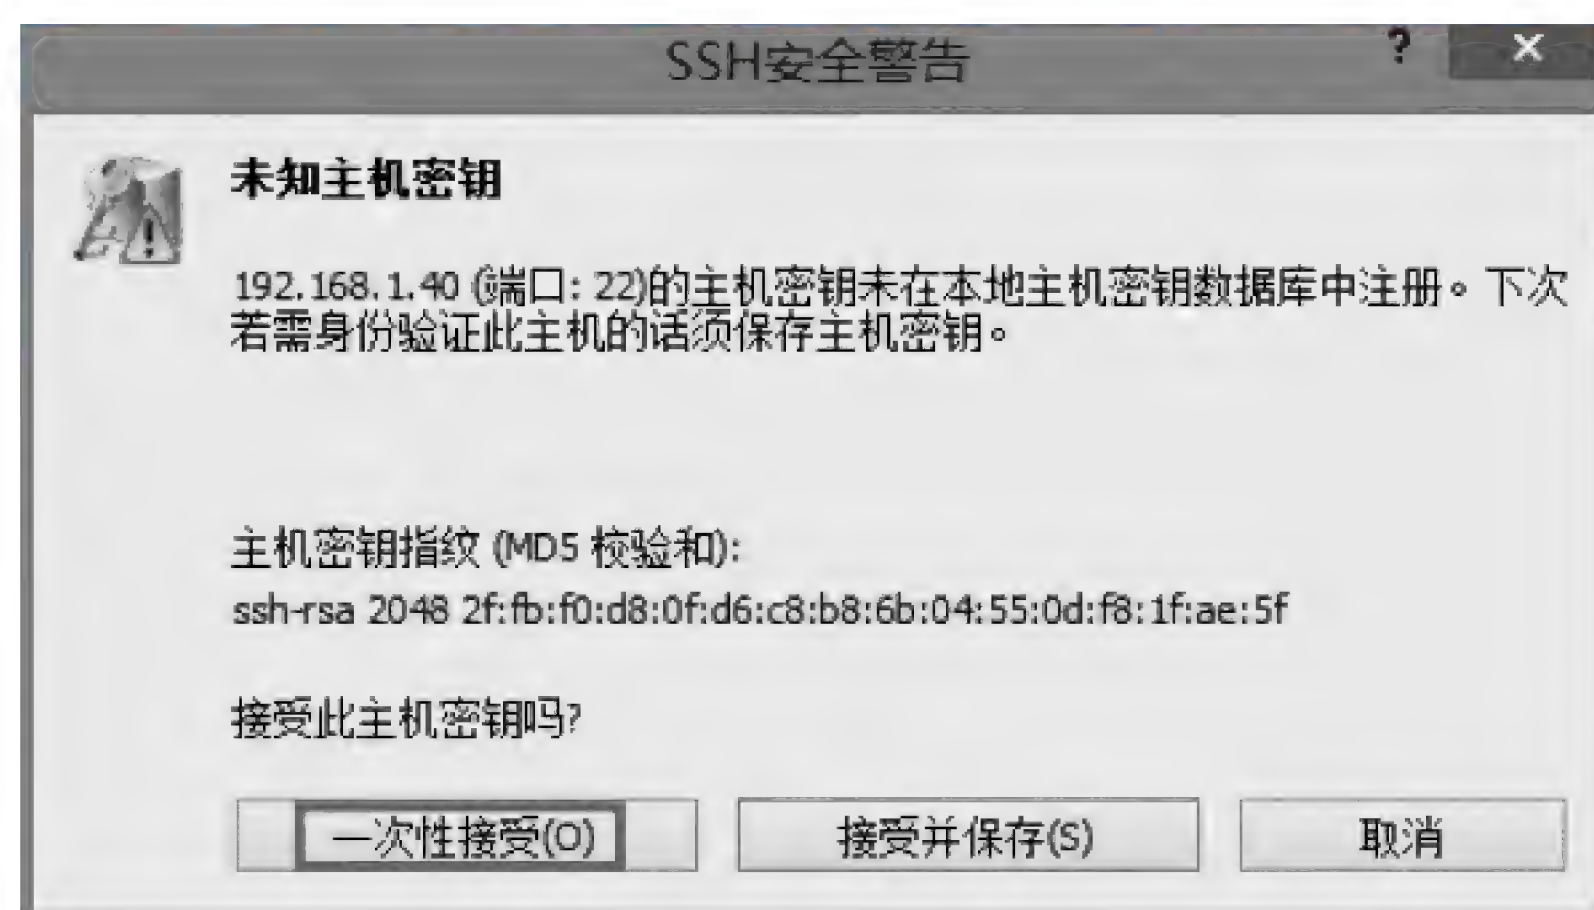 SSH安全警告 ? ×
未知主机密钥
192.168.1.40 (端口: 22)的主机密钥未在本地主机密钥数据库中注册。下次
若需身份验证此主机的话须保存主机密钥。
主机密钥指纹 (MD5 校验和):
ssh-rsa 2048 2f:fb:f0:d8:0f:d6:c8:b8:6b:04:55:0d:f8:1f:ae:5f
接受此主机密钥吗?
一次性接受(O) 接受并保存(S) 取消